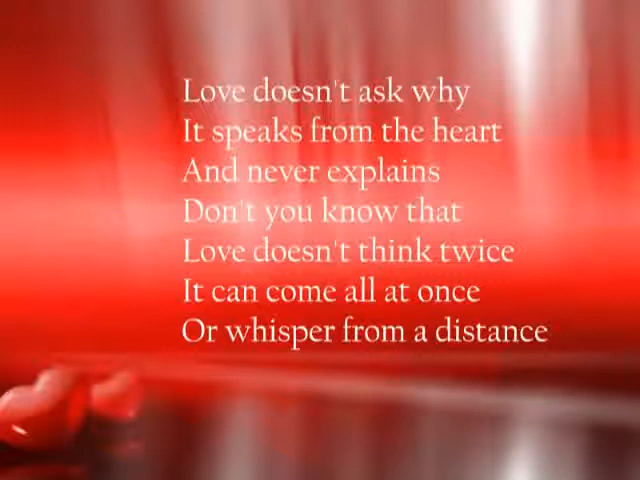 Love doesn't ask why
It speaks from the heart
And never explains
Don't you know that
Love doesn't think twice
It can come all at once
Or whisper from a distance